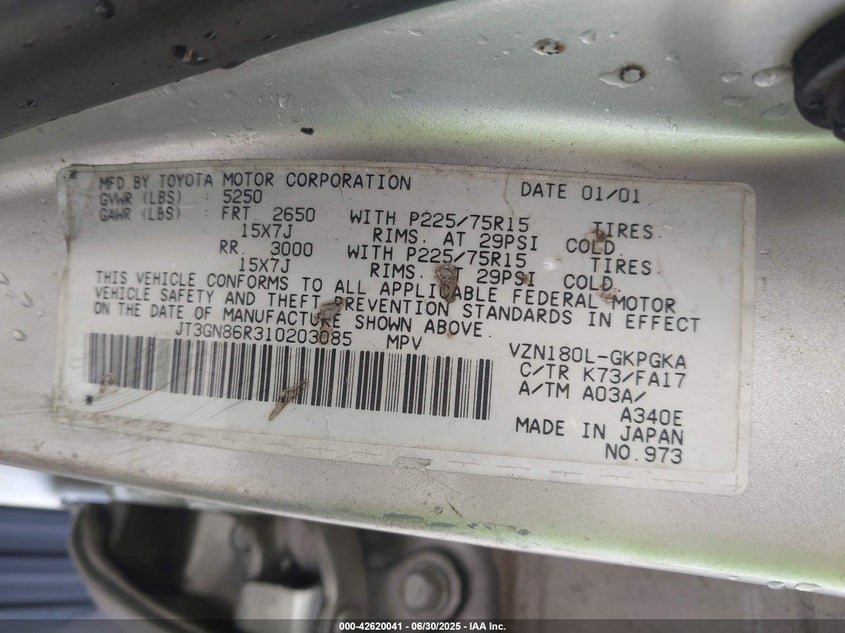 MFD BY TOYOTA MOTOR CORPORATION DATE 01/01
GVWR (LBS) : 5250
GAWR (LBS) : FRT. 2650 WITH P225/75R15 TIRES
15X7J RIMS. AT 29PSI COLD.
RR. 3000 WITH P225/75R15 TIRES
15X7J RIMS. AT 29PSI COLD.
THIS VEHICLE CONFORMS TO ALL APPLICABLE FEDERAL MOTOR
VEHICLE SAFETY AND THEFT PREVENTION STANDARDS IN EFFECT
ON THE DATE OF MANUFACTURE SHOWN ABOVE.
JT3GN86R310203085 MPV
VZN180L-GKPGKA
C/TR K73/FA17
A/TM A03A/
A340E
MADE IN JAPAN
NO.973
000-42620041 - 06/30/2025 - IAA Inc.